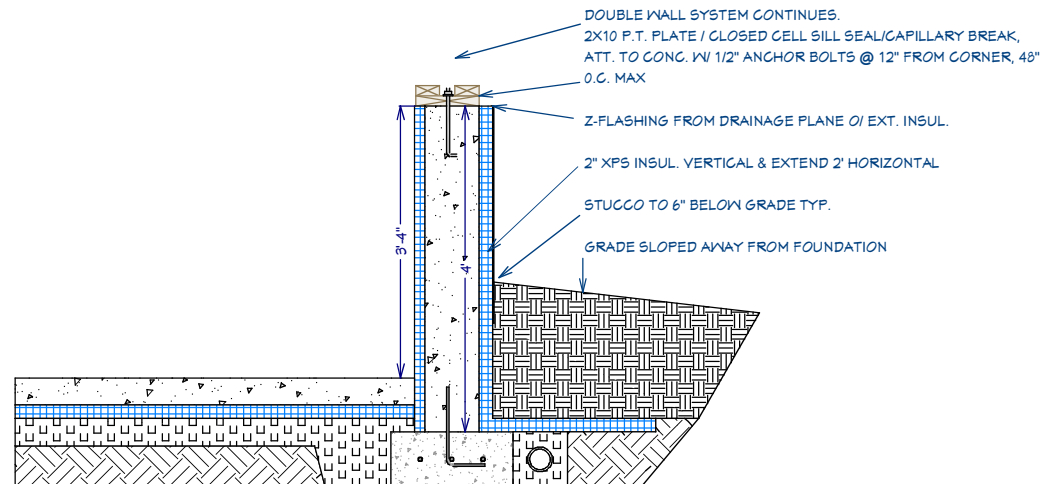 DOUBLE WALL SYSTEM CONTINUES.
2X10 P.T. PLATE / CLOSED CELL SILL SEAL/CAPILLARY BREAK,
ATT. TO CONC. W/ 1/2" ANCHOR BOLTS @ 12" FROM CORNER, 48"
O.C. MAX
Z-FLASHING FROM DRAINAGE PLANE O/ EXT. INSUL.
2" XPS INSUL. VERTICAL & EXTEND 2' HORIZONTAL
STUCCO TO 6" BELOW GRADE TYP.
GRADE SLOPED AWAY FROM FOUNDATION
3'-4"
4'